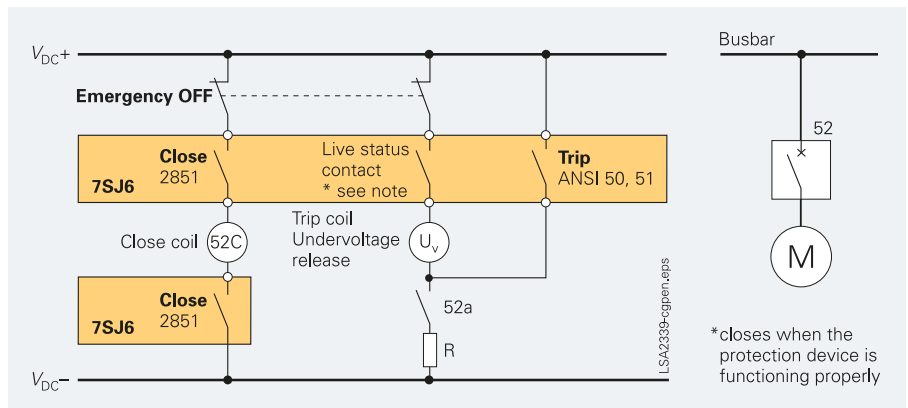 V_DC+
Busbar
Emergency OFF
52
Close
2851
7SJ6
Live status
contact
* see note
Trip
ANSI 50, 51
Close coil
52C
Trip coil
Undervoltage
release
U_v
M
Close
2851
7SJ6
52a
R
LSA2339-cgpen.eps
*closes when the
protection device is
functioning properly
V_DC–